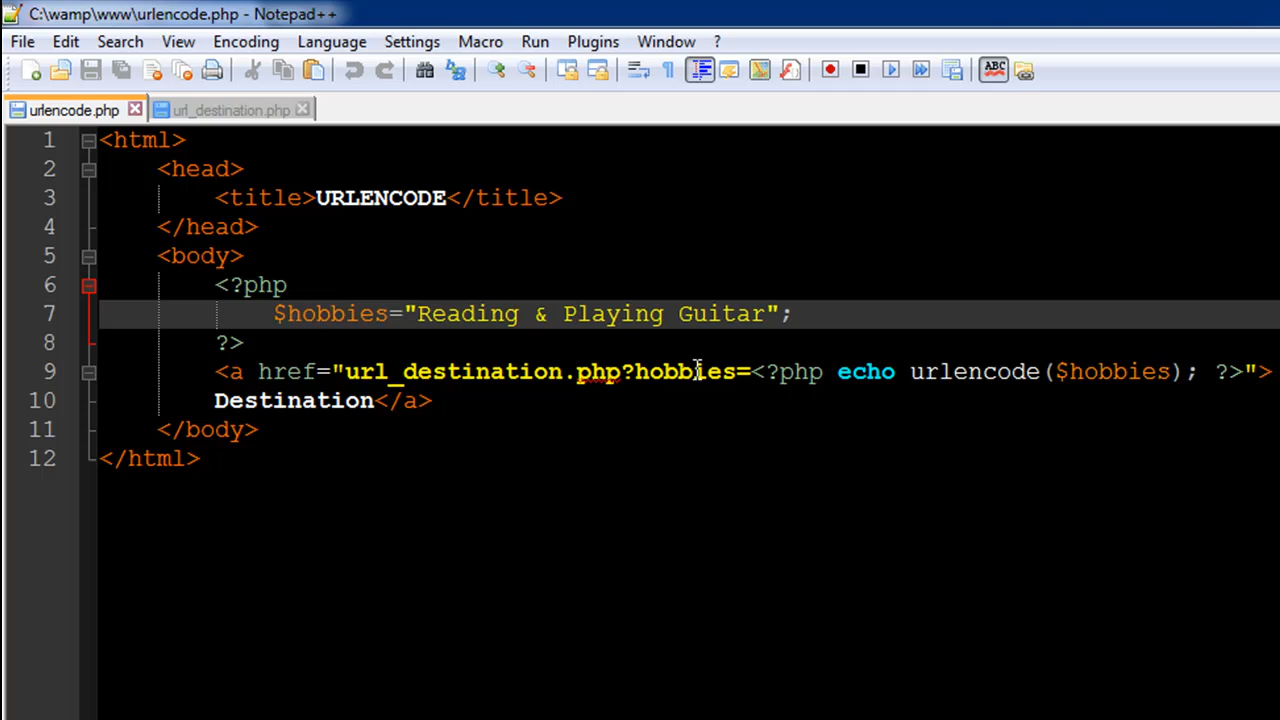 C:\wamp\www\urlencode.php - Notepad++
File Edit Search View Encoding Language Settings Macro Run Plugins Window ?
ABC
urlencode.php url_destination.php
1 <html>
2 <head>
3 <title>URLENCODE</title>
4 </head>
5 <body>
6 <?php
7 $hobbies="Reading & Playing Guitar";
8 ?>
9 <a href="url_destination.php?hobbies=<?php echo urlencode($hobbies); ?>">
10 Destination</a>
11 </body>
12 </html>